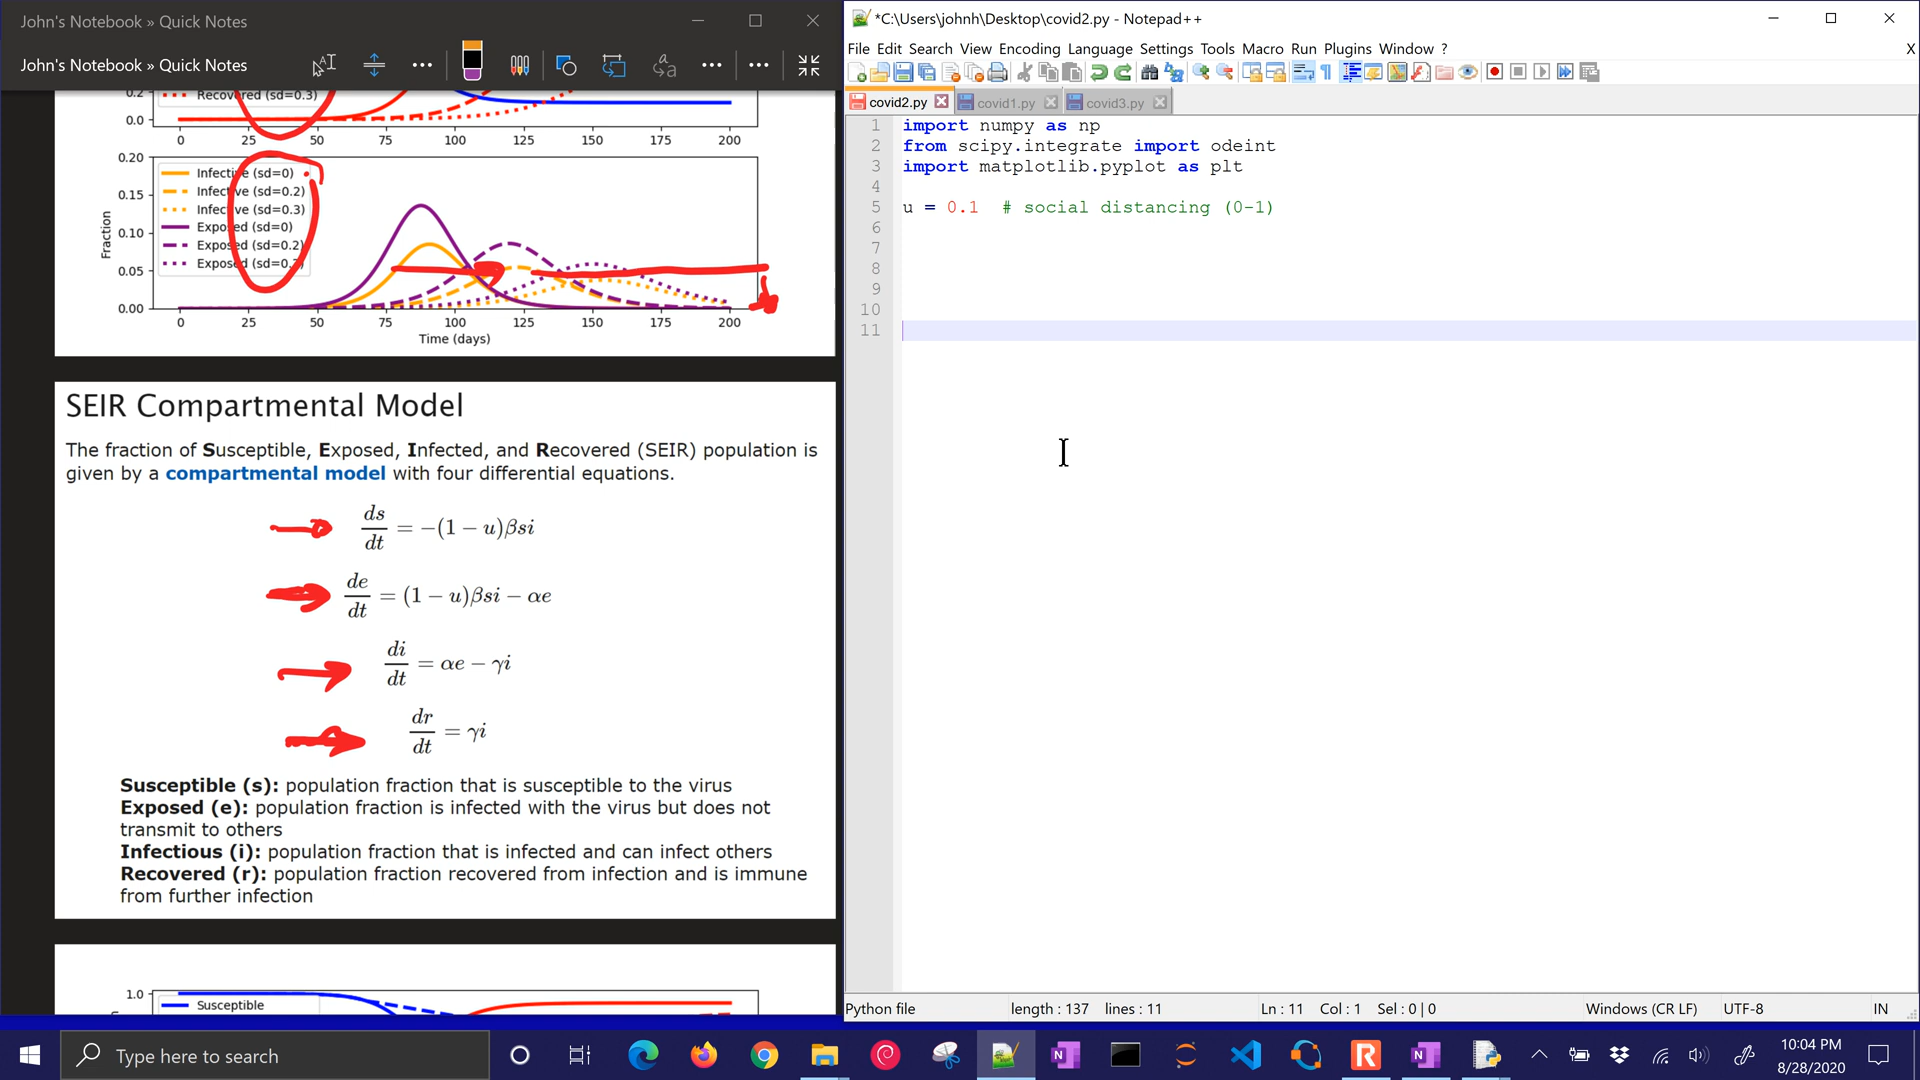 John's Notebook » Quick Notes
John's Notebook » Quick Notes
0.2
Recovered (sd=0.3)
0.0
0 25 50 75 100 125 150 175 200
0.20
Infective (sd=0)
0.15
Infective (sd=0.2)
Infective (sd=0.3)
0.10
Exposed (sd=0)
Exposed (sd=0.2)
0.05
Exposed (sd=0.3)
0.00
Fraction
0 25 50 75 100 125 150 175 200
Time (days)
SEIR Compartmental Model
The fraction of Susceptible, Exposed, Infected, and Recovered (SEIR) population is
given by a compartmental model with four differential equations.
ds/dt = −(1 − u)βsi
de/dt = (1 − u)βsi − αe
di/dt = αe − γi
dr/dt = γi
Susceptible (s): population fraction that is susceptible to the virus
Exposed (e): population fraction is infected with the virus but does not
transmit to others
Infectious (i): population fraction that is infected and can infect others
Recovered (r): population fraction recovered from infection and is immune
from further infection
1.0
Susceptible
*C:\Users\johnh\Desktop\covid2.py - Notepad++
File Edit Search View Encoding Language Settings Tools Macro Run Plugins Window ? X
covid2.py covid1.py covid3.py
1 import numpy as np
2 from scipy.integrate import odeint
3 import matplotlib.pyplot as plt
4
5 u = 0.1 # social distancing (0-1)
6
7
8
9
10
11
Python file length : 137 lines : 11 Ln : 11 Col : 1 Sel : 0 | 0 Windows (CR LF) UTF-8 IN
Type here to search
10:04 PM
8/28/2020